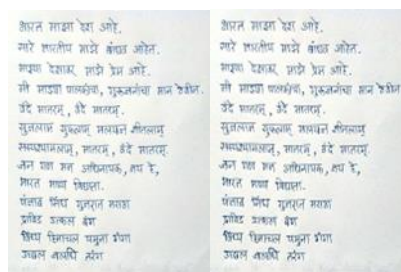 भारत माझा देश आहे.
सारे भारतीय माझे बांधव आहेत.
माझ्या देशावर माझे प्रेम आहे.
मी माझ्या पालकांचा, गुरुजनांचा मान ठेवीन.
वंदे मातरम्, वंदे मातरम्.
सुजलाम् सुफलाम् मलयज शीतलाम्
सस्यश्यामलाम्, मातरम्, वंदे मातरम्.
जन गण मन अधिनायक, जय हे,
भारत भाग्य विधाता.
पंजाब सिंध गुजरात मराठा
द्राविड उत्कल बंग
विंध्य हिमाचल यमुना गंगा
उच्छल जलधि तरंग
भारत माझा देश आहे.
सारे भारतीय माझे बांधव आहेत.
माझ्या देशावर माझे प्रेम आहे.
मी माझ्या पालकांचा, गुरुजनांचा मान ठेवीन.
वंदे मातरम्, वंदे मातरम्.
सुजलाम् सुफलाम् मलयज शीतलाम्
सस्यश्यामलाम्, मातरम्, वंदे मातरम्.
जन गण मन अधिनायक, जय हे,
भारत भाग्य विधाता.
पंजाब सिंध गुजरात मराठा
द्राविड उत्कल बंग
विंध्य हिमाचल यमुना गंगा
उच्छल जलधि तरंग